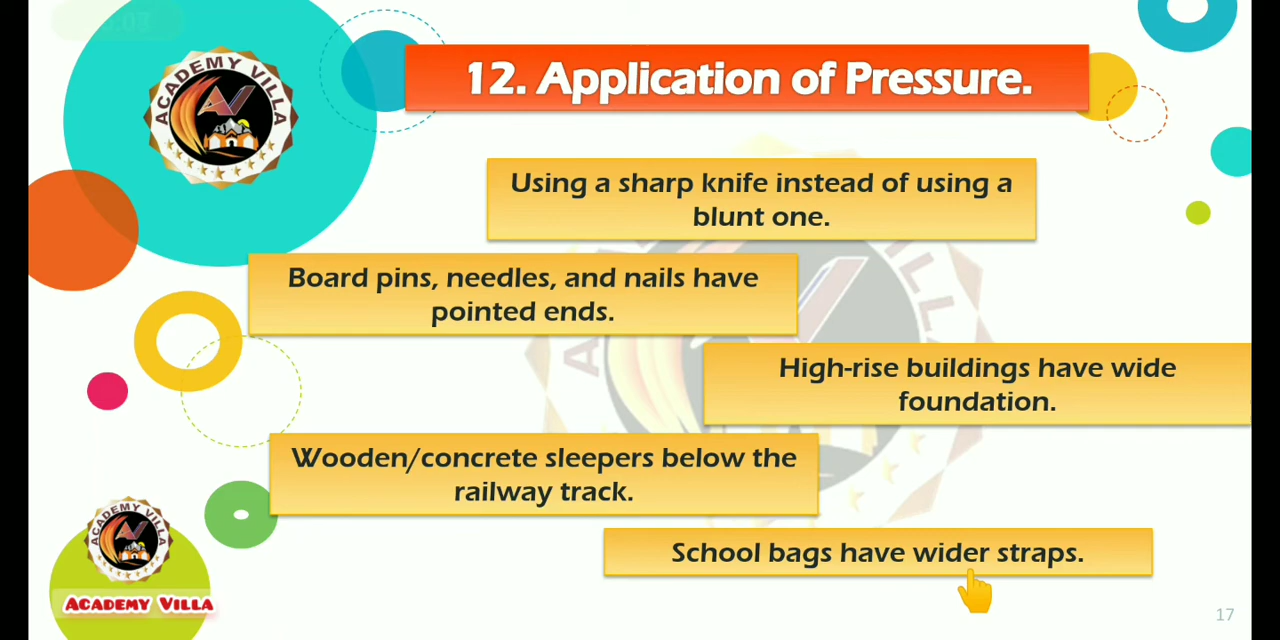 ACADEMY VILLA
12. Application of Pressure.
Using a sharp knife instead of using a
blunt one.
Board pins, needles, and nails have
pointed ends.
High-rise buildings have wide
foundation.
Wooden/concrete sleepers below the
railway track.
School bags have wider straps.
ACADEMY VILLA
ACADEMY VILLA
17